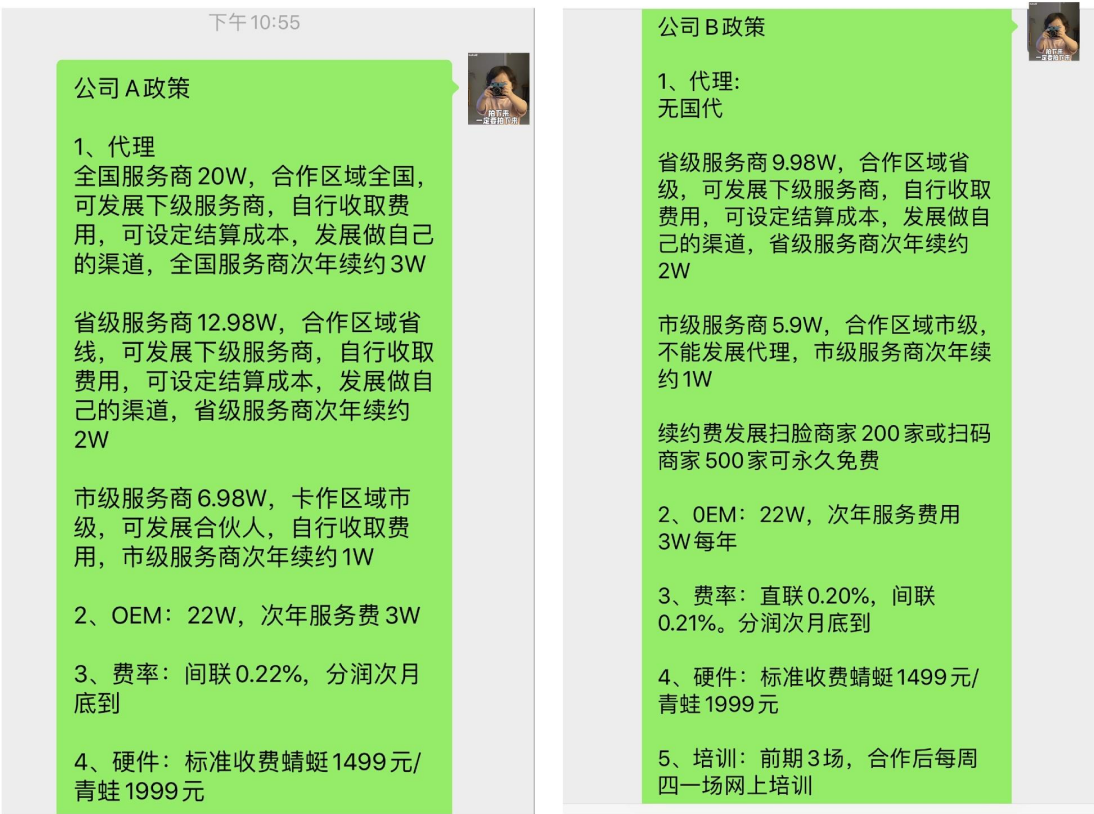 下午10:55
公司A政策
1、代理
全国服务商20W，合作区域全国，
可发展下级服务商，自行收取费
用，可设定结算成本，发展做自己
的渠道，全国服务商次年续约3W
省级服务商12.98W，合作区域省
线，可发展下级服务商，自行收取
费用，可设定结算成本，发展做自
己的渠道，省级服务商次年续约
2W
市级服务商6.98W，卡作区域市
级，可发展合伙人，自行收取费
用，市级服务商次年续约1W
2、OEM：22W，次年服务费3W
3、费率：间联0.22%，分润次月
底到
4、硬件：标准收费蜻蜓1499元/
青蛙1999元
拍下来
一定要拍下来
公司B政策
1、代理:
无国代
省级服务商9.98W，合作区域省
级，可发展下级服务商，自行收取
费用，可设定结算成本，发展做自
己的渠道，省级服务商次年续约
2W
市级服务商5.9W，合作区域市级，
不能发展代理，市级服务商次年续
约1W
续约费发展扫脸商家200家或扫码
商家500家可永久免费
2、0EM：22W，次年服务费用
3W每年
3、费率：直联0.20%，间联
0.21%。分润次月底到
4、硬件：标准收费蜻蜓1499元/
青蛙1999元
5、培训：前期3场，合作后每周
四一场网上培训
拍下来
一定要拍下来